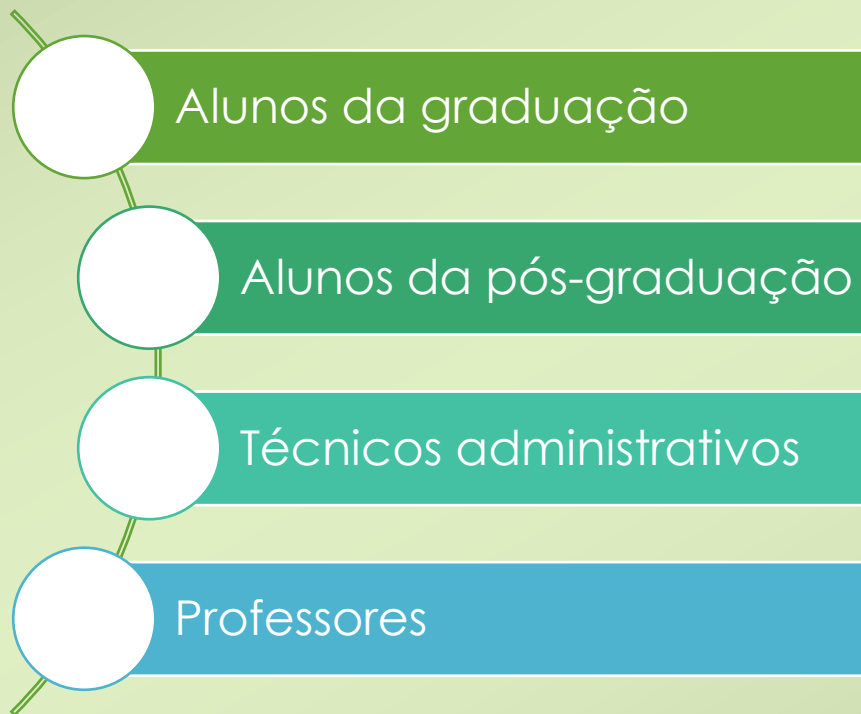 Alunos da graduação
Alunos da pós-graduação
Técnicos administrativos
Professores